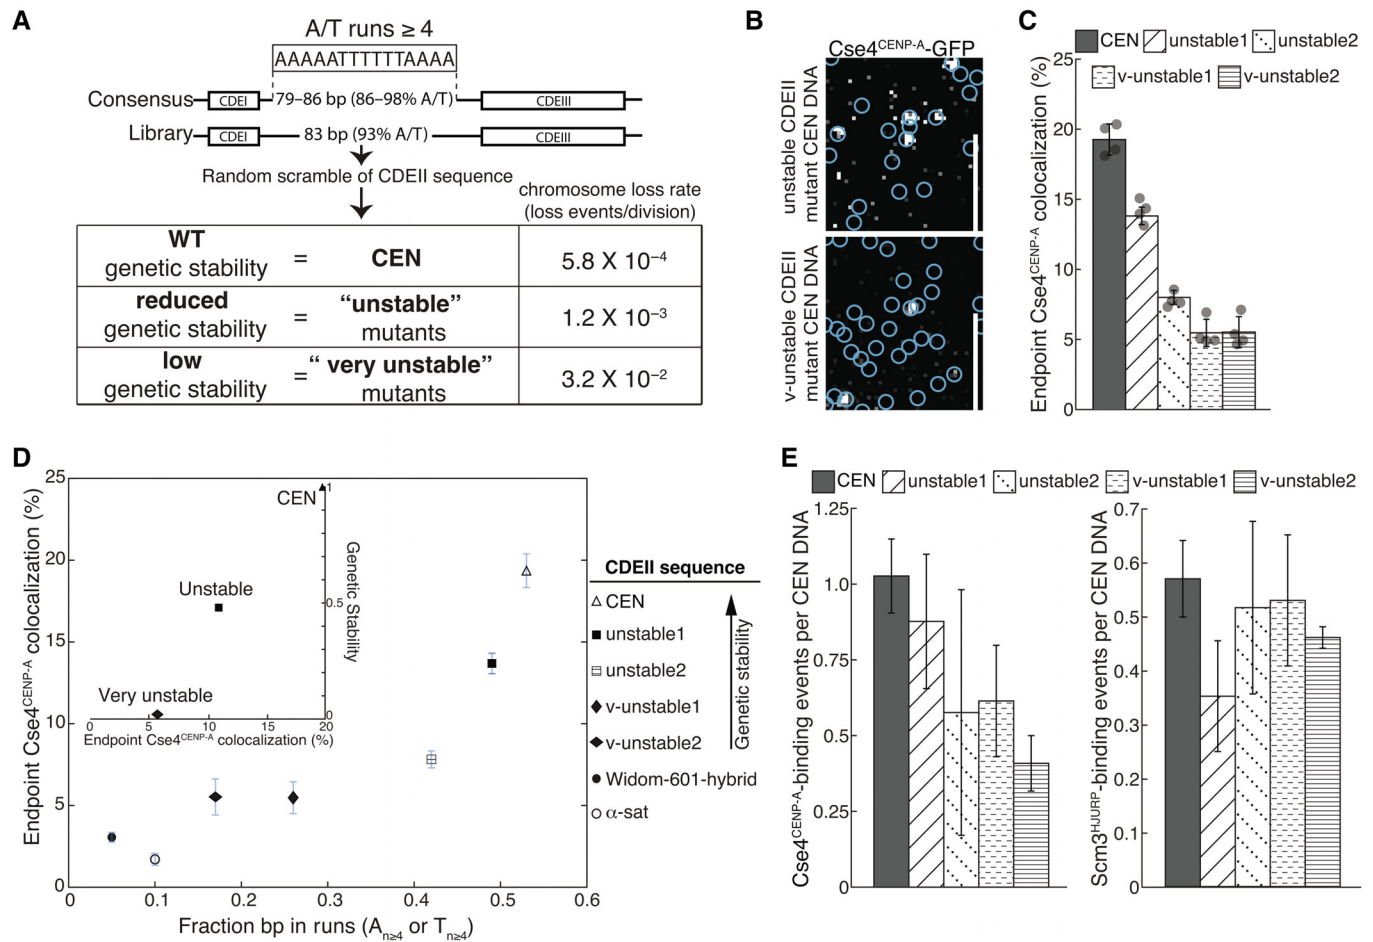 A
A/T runs ≥ 4
AAAAATTTTTTAAAA
Consensus
CDEI
79–86 bp (86–98% A/T)
CDEIII
Library
CDEI
83 bp (93% A/T)
CDEIII
Random scramble of CDEII sequence
chromosome loss rate
(loss events/division)
WT
genetic stability
=
CEN
5.8 X 10⁻⁴
reduced
genetic stability
=
“unstable”
mutants
1.2 X 10⁻³
low
genetic stability
=
“ very unstable”
mutants
3.2 X 10⁻²
B
Cse4CENP-A-GFP
unstable CDEII
mutant CEN DNA
v-unstable CDEII
mutant CEN DNA
C
CEN
unstable1
unstable2
v-unstable1
v-unstable2
Endpoint Cse4CENP-A colocalization (%)
25
20
15
10
5
0
D
Endpoint Cse4CENP-A colocalization (%)
25
20
15
10
5
0
0
0.1
0.2
0.3
0.4
0.5
0.6
Fraction bp in runs (An≥4 or Tn≥4)
CEN
Unstable
Very unstable
1
0.5
0
Genetic Stability
0
5
10
15
20
Endpoint Cse4CENP-A colocalization (%)
CDEII sequence
CEN
unstable1
unstable2
v-unstable1
v-unstable2
Widom-601-hybrid
α-sat
Genetic stability
E
CEN
unstable1
unstable2
v-unstable1
v-unstable2
Cse4CENP-A-binding events per CEN DNA
1.25
1.0
0.75
0.5
0.25
0
Scm3HJURP-binding events per CEN DNA
0.7
0.6
0.5
0.4
0.3
0.2
0.1
0